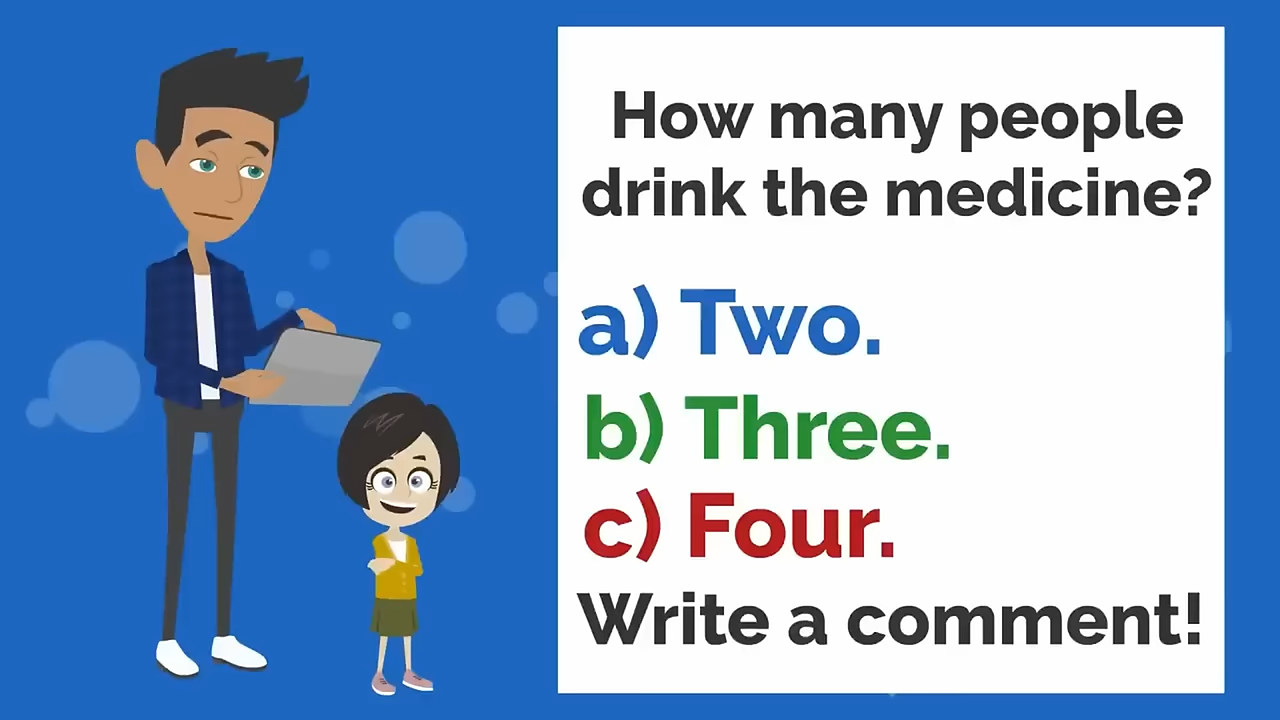 How many people
drink the medicine?
a) Two.
b) Three.
c) Four.
Write a comment!